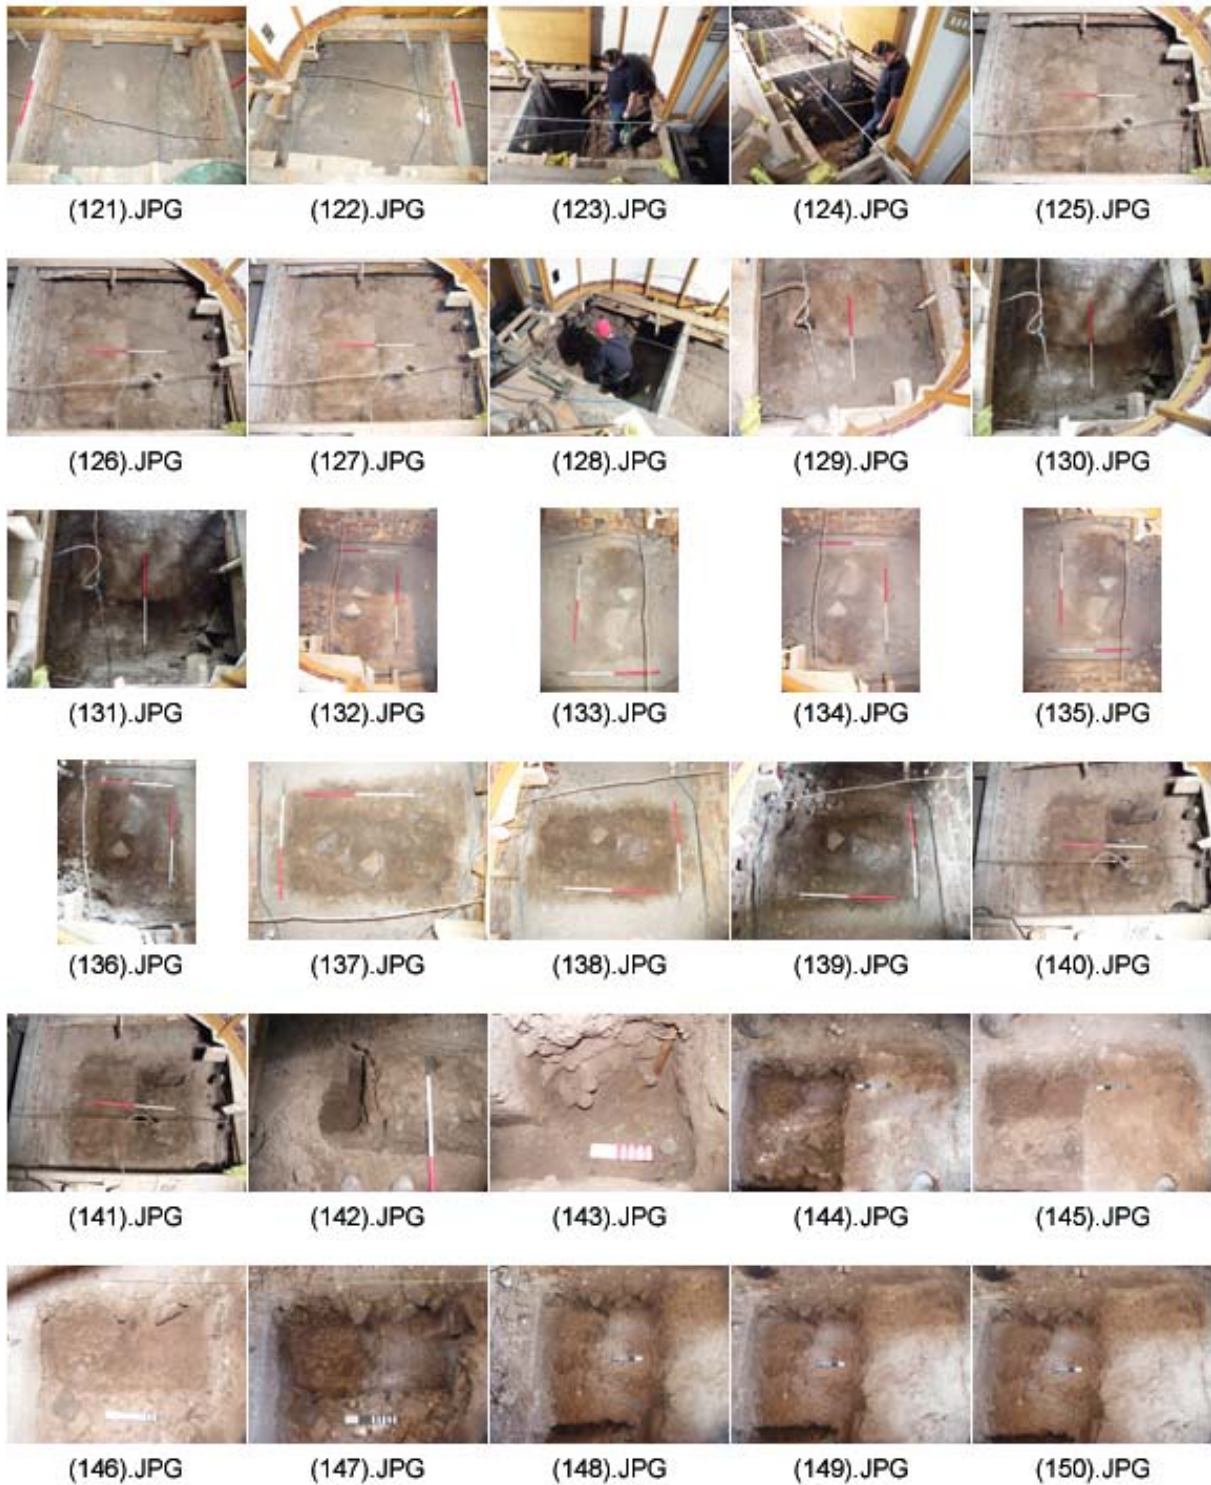 (121).JPG (122).JPG (123).JPG (124).JPG (125).JPG
(126).JPG (127).JPG (128).JPG (129).JPG (130).JPG
(131).JPG (132).JPG (133).JPG (134).JPG (135).JPG
(136).JPG (137).JPG (138).JPG (139).JPG (140).JPG
(141).JPG (142).JPG (143).JPG (144).JPG (145).JPG
(146).JPG (147).JPG (148).JPG (149).JPG (150).JPG